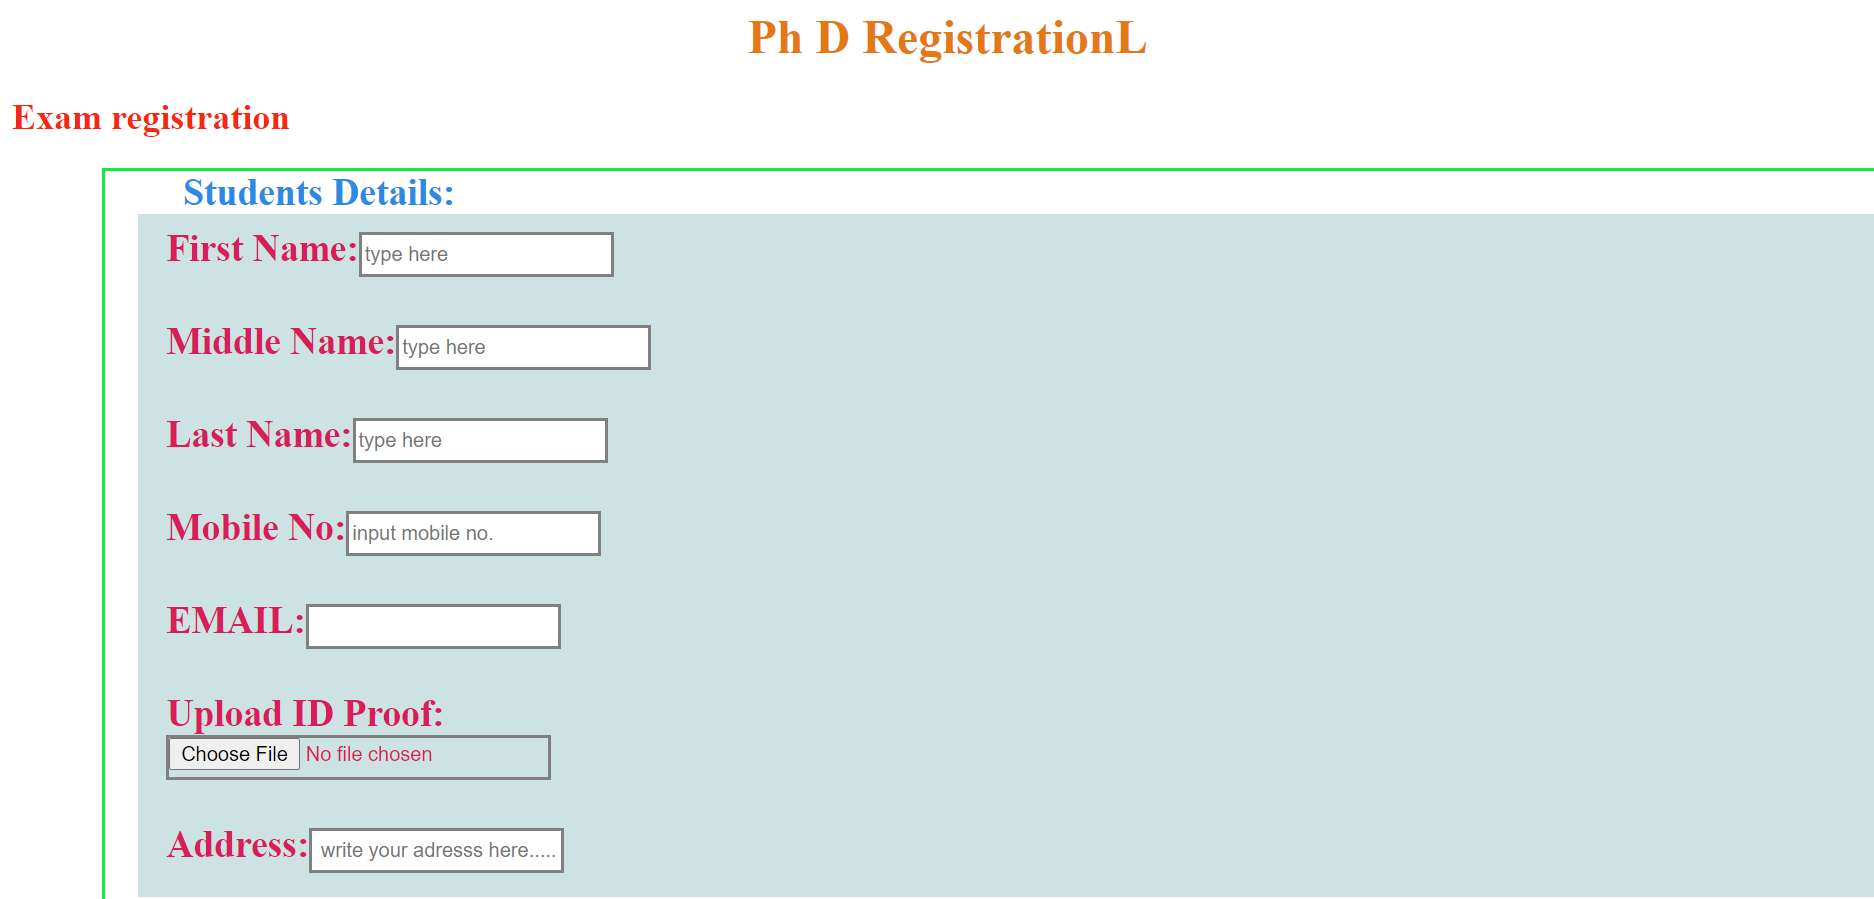 Ph D RegistrationL
Exam registration
Students Details:
First Name: type here
Middle Name: type here
Last Name: type here
Mobile No: input mobile no.
EMAIL:
Upload ID Proof:
Choose File No file chosen
Address: write your adresss here.....